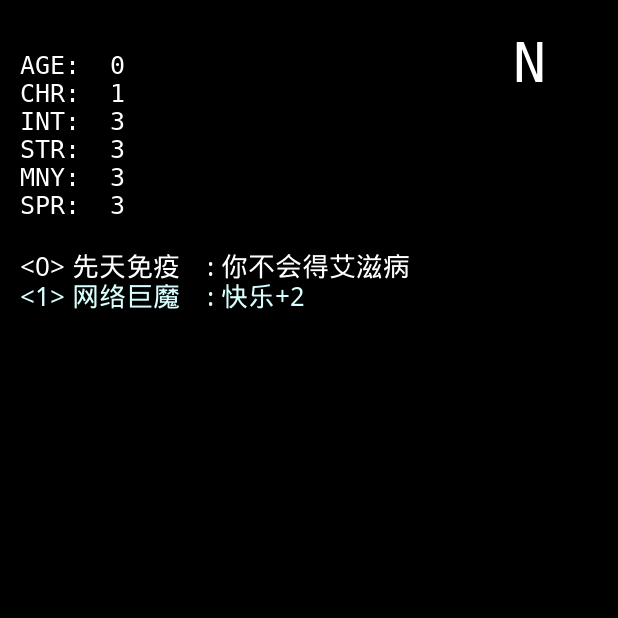 N
AGE: 0
CHR: 1
INT: 3
STR: 3
MNY: 3
SPR: 3
<0> 先天免疫 :你不会得艾滋病
<1> 网络巨魔 :快乐+2